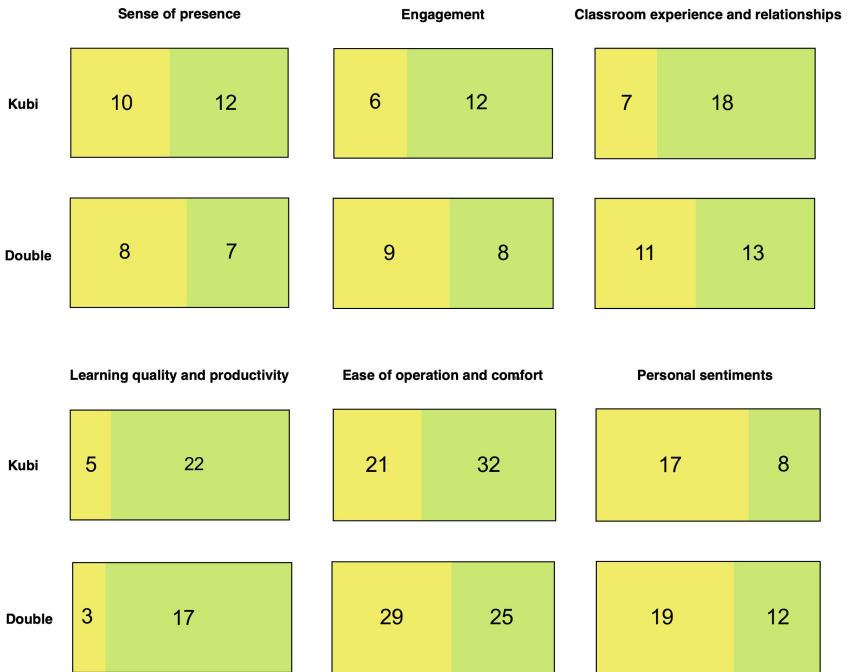 Sense of presence Engagement Classroom experience and relationships
Kubi 10 12 6 12 7 18
Double 8 7 9 8 11 13
Learning quality and productivity Ease of operation and comfort Personal sentiments
Kubi 5 22 21 32 17 8
Double 3 17 29 25 19 12